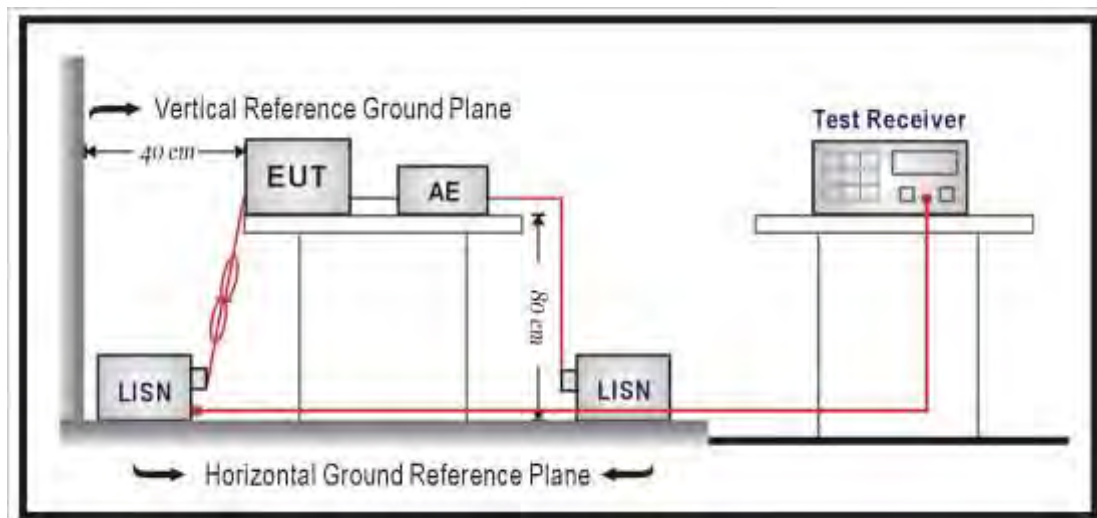 Vertical Reference Ground Plane
Test Receiver
40 cm
EUT
AE
80 cm
LISN
LISN
Horizontal Ground Reference Plane